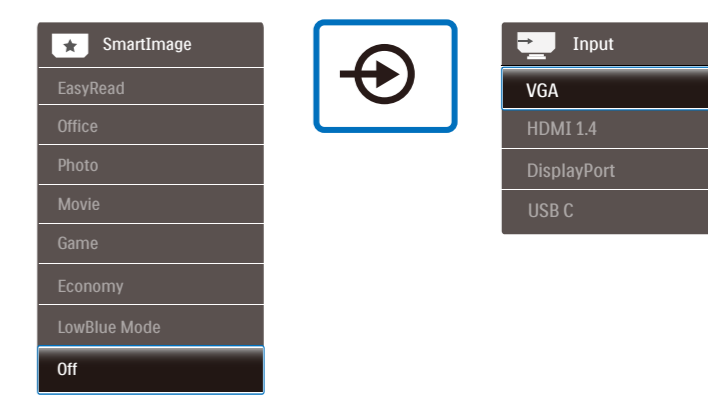 SmartImage
EasyRead
Office
Photo
Movie
Game
Economy
LowBlue Mode
Off
Input
VGA
HDMI 1.4
DisplayPort
USB C